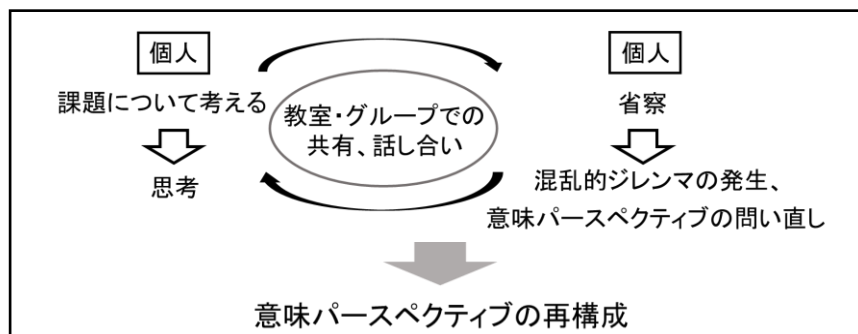 個人
課題について考える
思考
教室・グループでの
共有、話し合い
個人
省察
混乱的ジレンマの発生、
意味パースペクティブの問い直し
意味パースペクティブの再構成